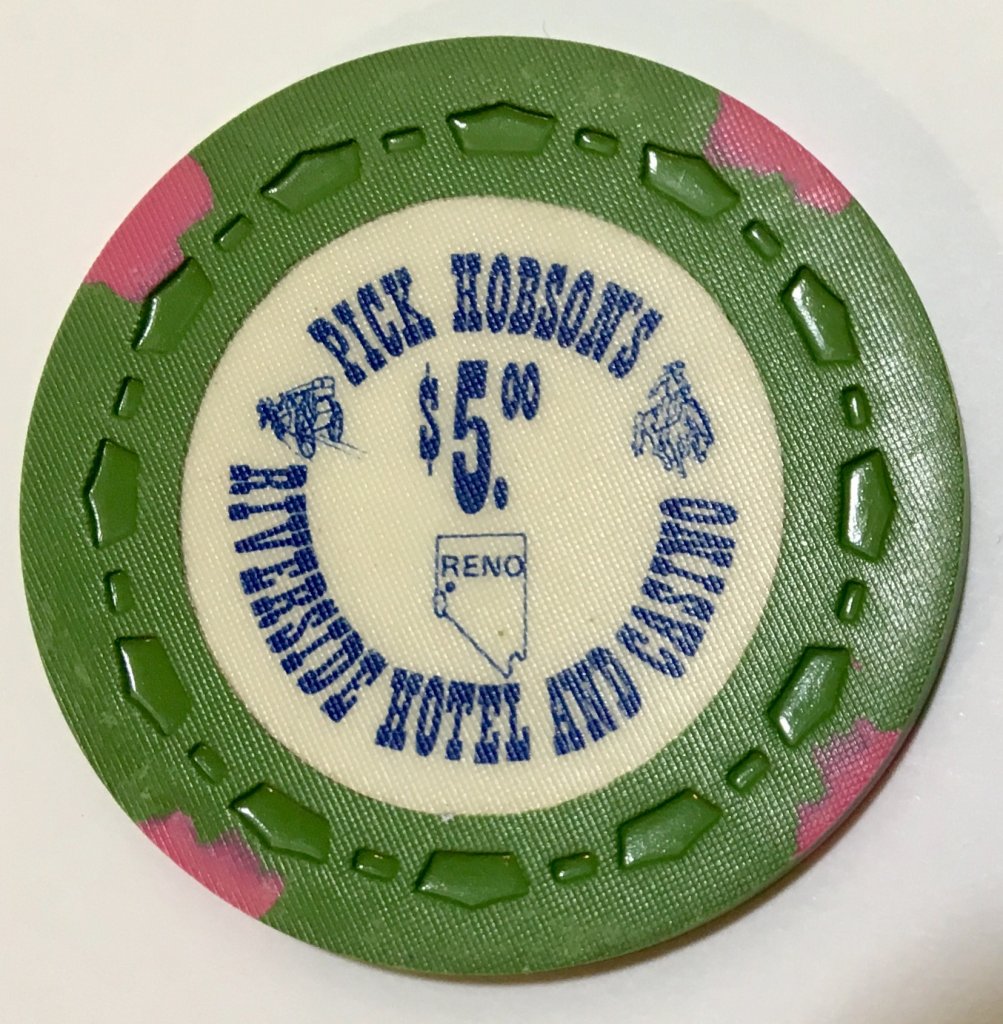 PICK HOBSON'S
$5.00
RENO
RIVERSIDE HOTEL AND CASINO